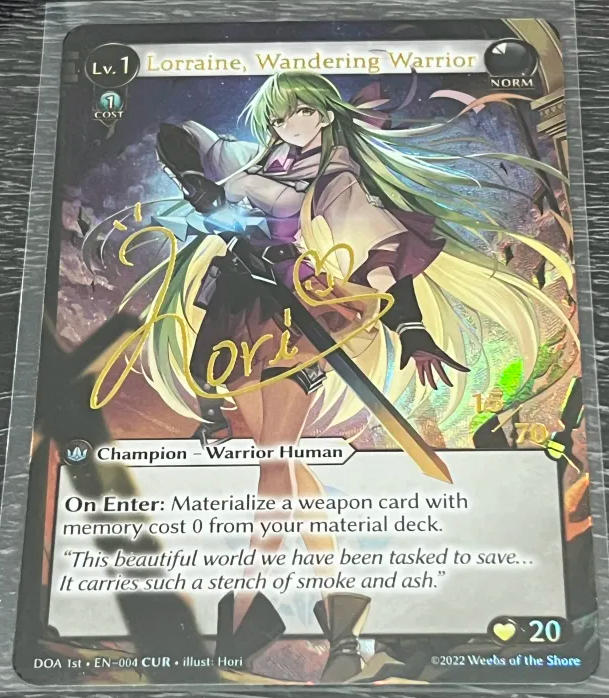 Lv. 1
Lorraine, Wandering Warrior
NORM
1
COST
Hori
15/70
Champion – Warrior Human
On Enter: Materialize a weapon card with
memory cost 0 from your material deck.
“This beautiful world we have been tasked to save...
It carries such a stench of smoke and ash.”
20
DOA 1st • EN–004 CUR • illust: Hori
©2022 Weebs of the Shore